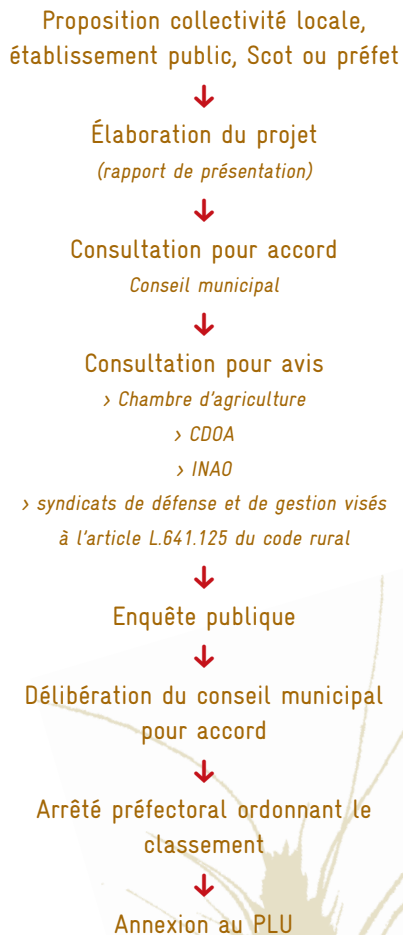 Proposition collectivité locale,
établissement public, Scot ou préfet
↓
Élaboration du projet
(rapport de présentation)
↓
Consultation pour accord
Conseil municipal
↓
Consultation pour avis
› Chambre d'agriculture
› CDOA
› INAO
› syndicats de défense et de gestion visés
à l'article L.641.125 du code rural
↓
Enquête publique
↓
Délibération du conseil municipal
pour accord
↓
Arrêté préfectoral ordonnant le
classement
↓
Annexion au PLU